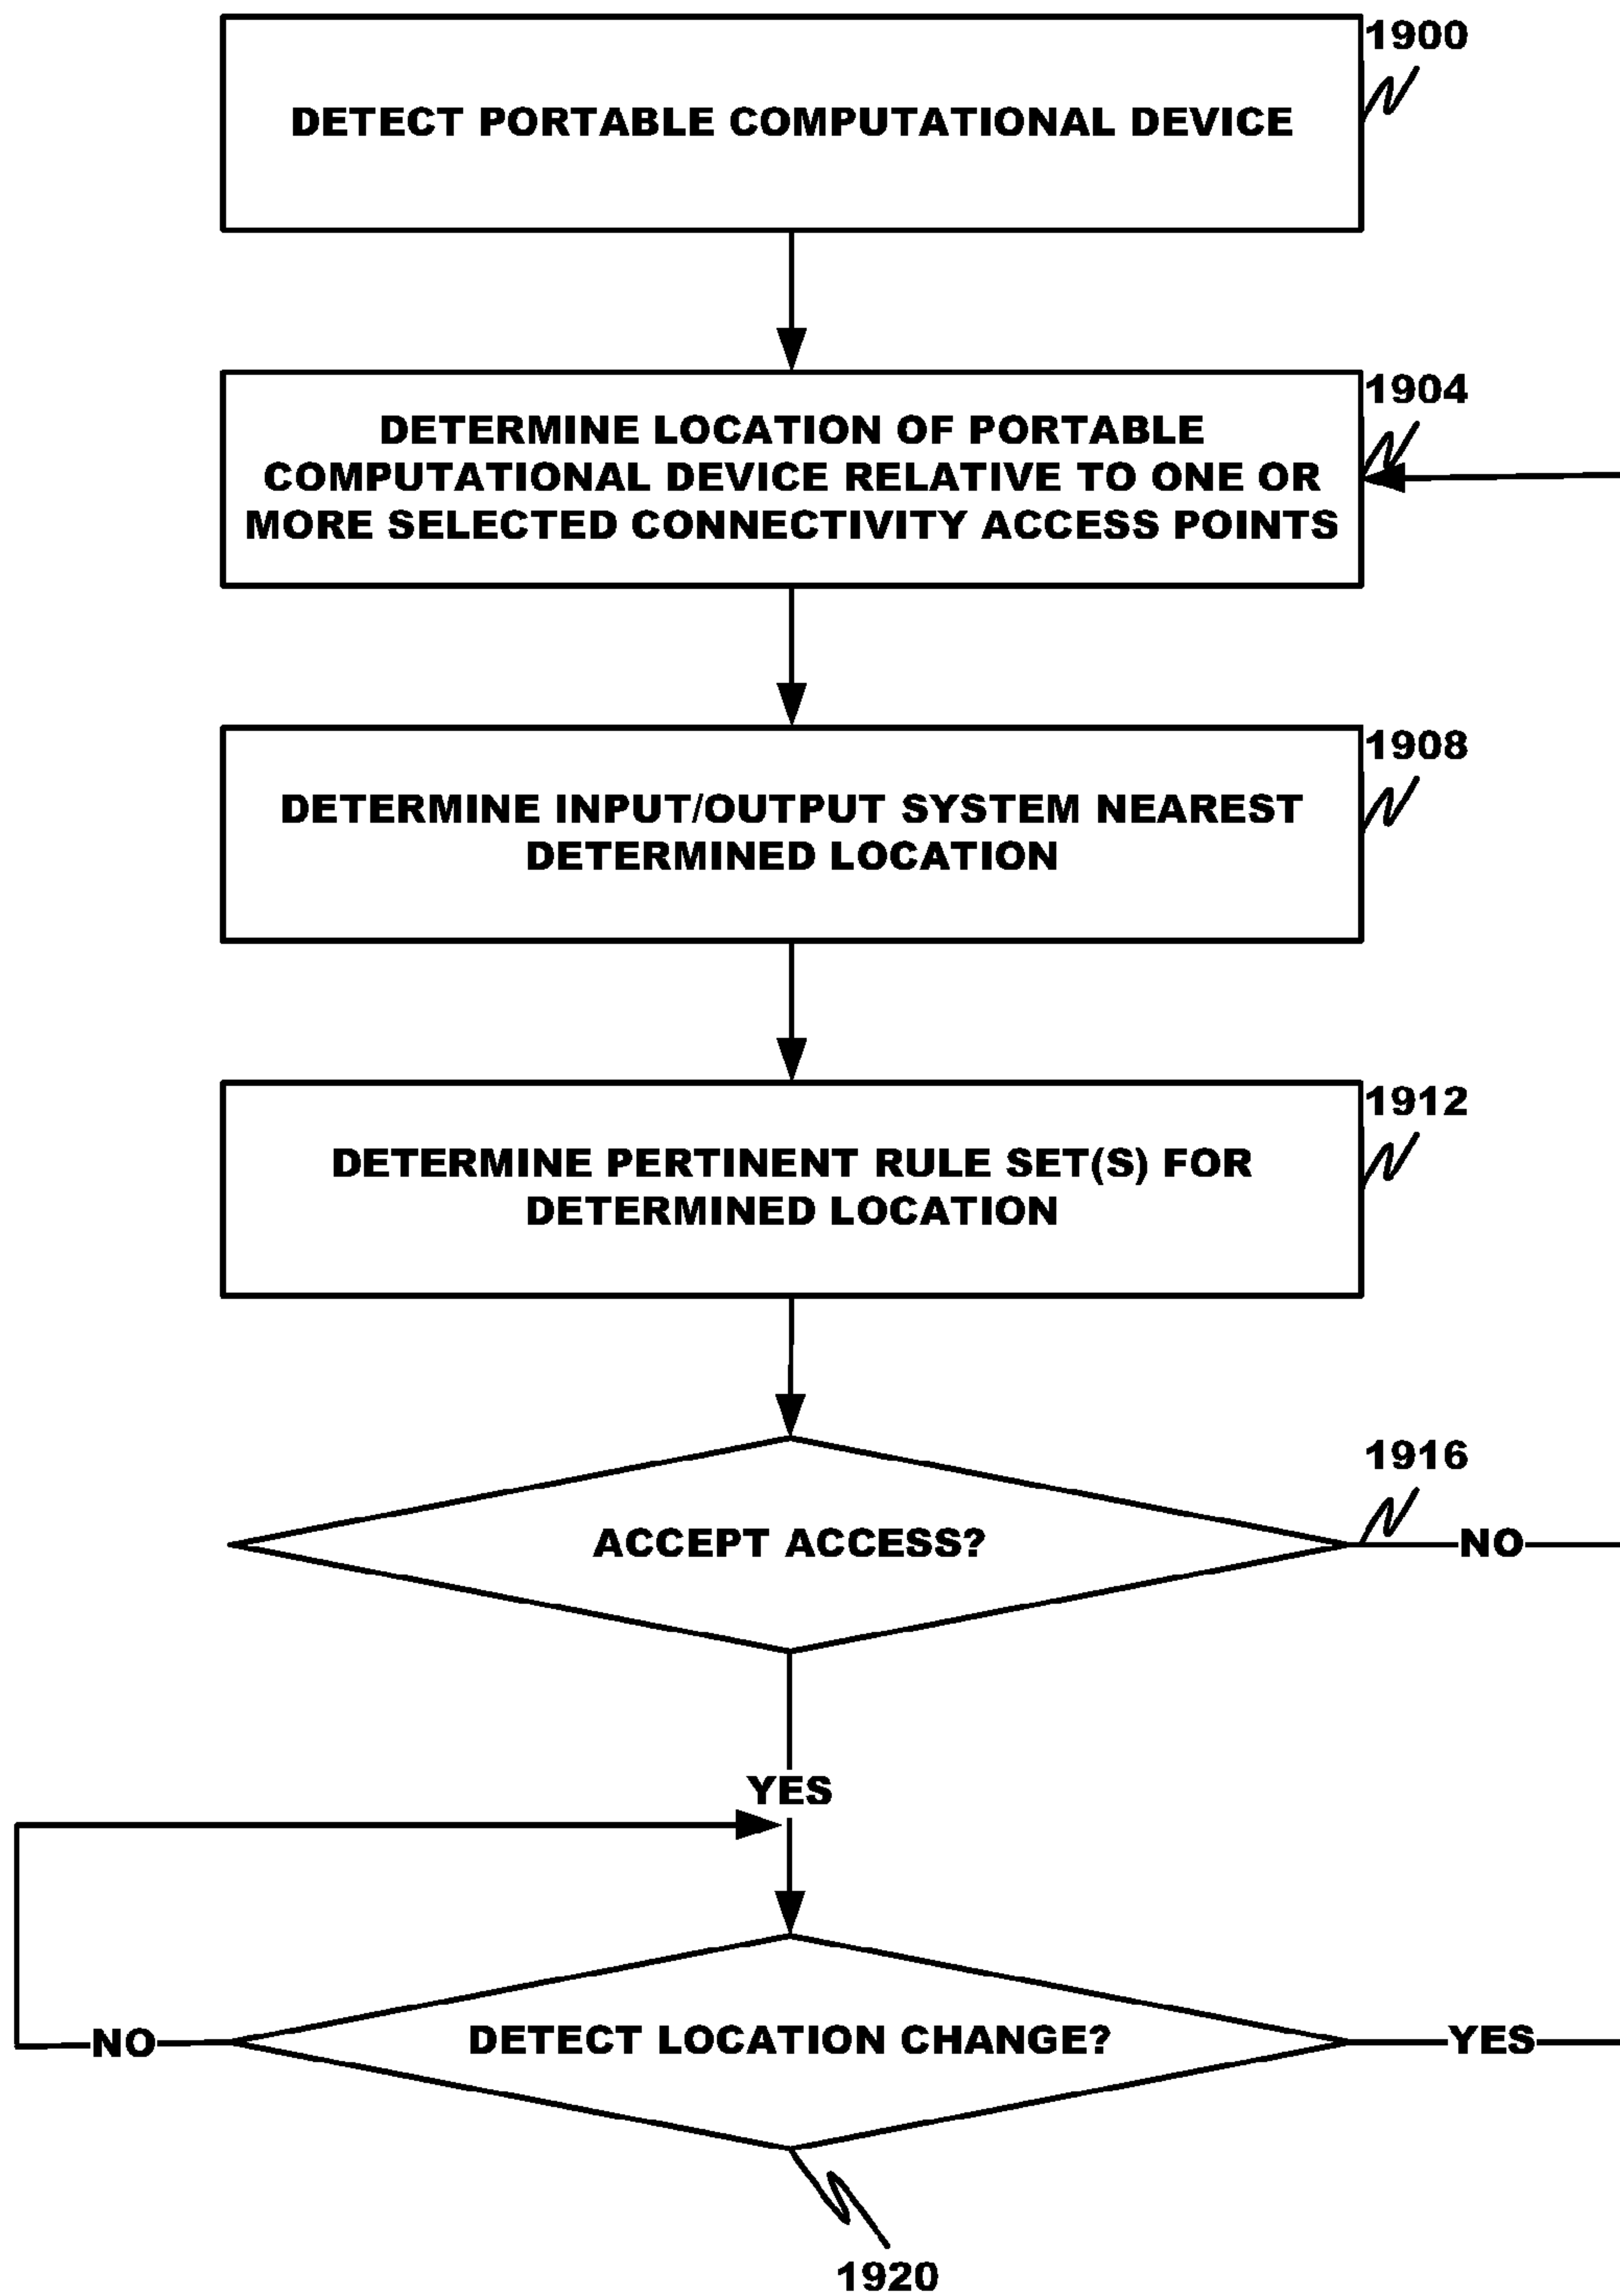 1900
DETECT PORTABLE COMPUTATIONAL DEVICE
1904
DETERMINE LOCATION OF PORTABLE
COMPUTATIONAL DEVICE RELATIVE TO ONE OR
MORE SELECTED CONNECTIVITY ACCESS POINTS
1908
DETERMINE INPUT/OUTPUT SYSTEM NEAREST
DETERMINED LOCATION
1912
DETERMINE PERTINENT RULE SET(S) FOR
DETERMINED LOCATION
1916
ACCEPT ACCESS?
NO
YES
NO
DETECT LOCATION CHANGE?
YES
1920